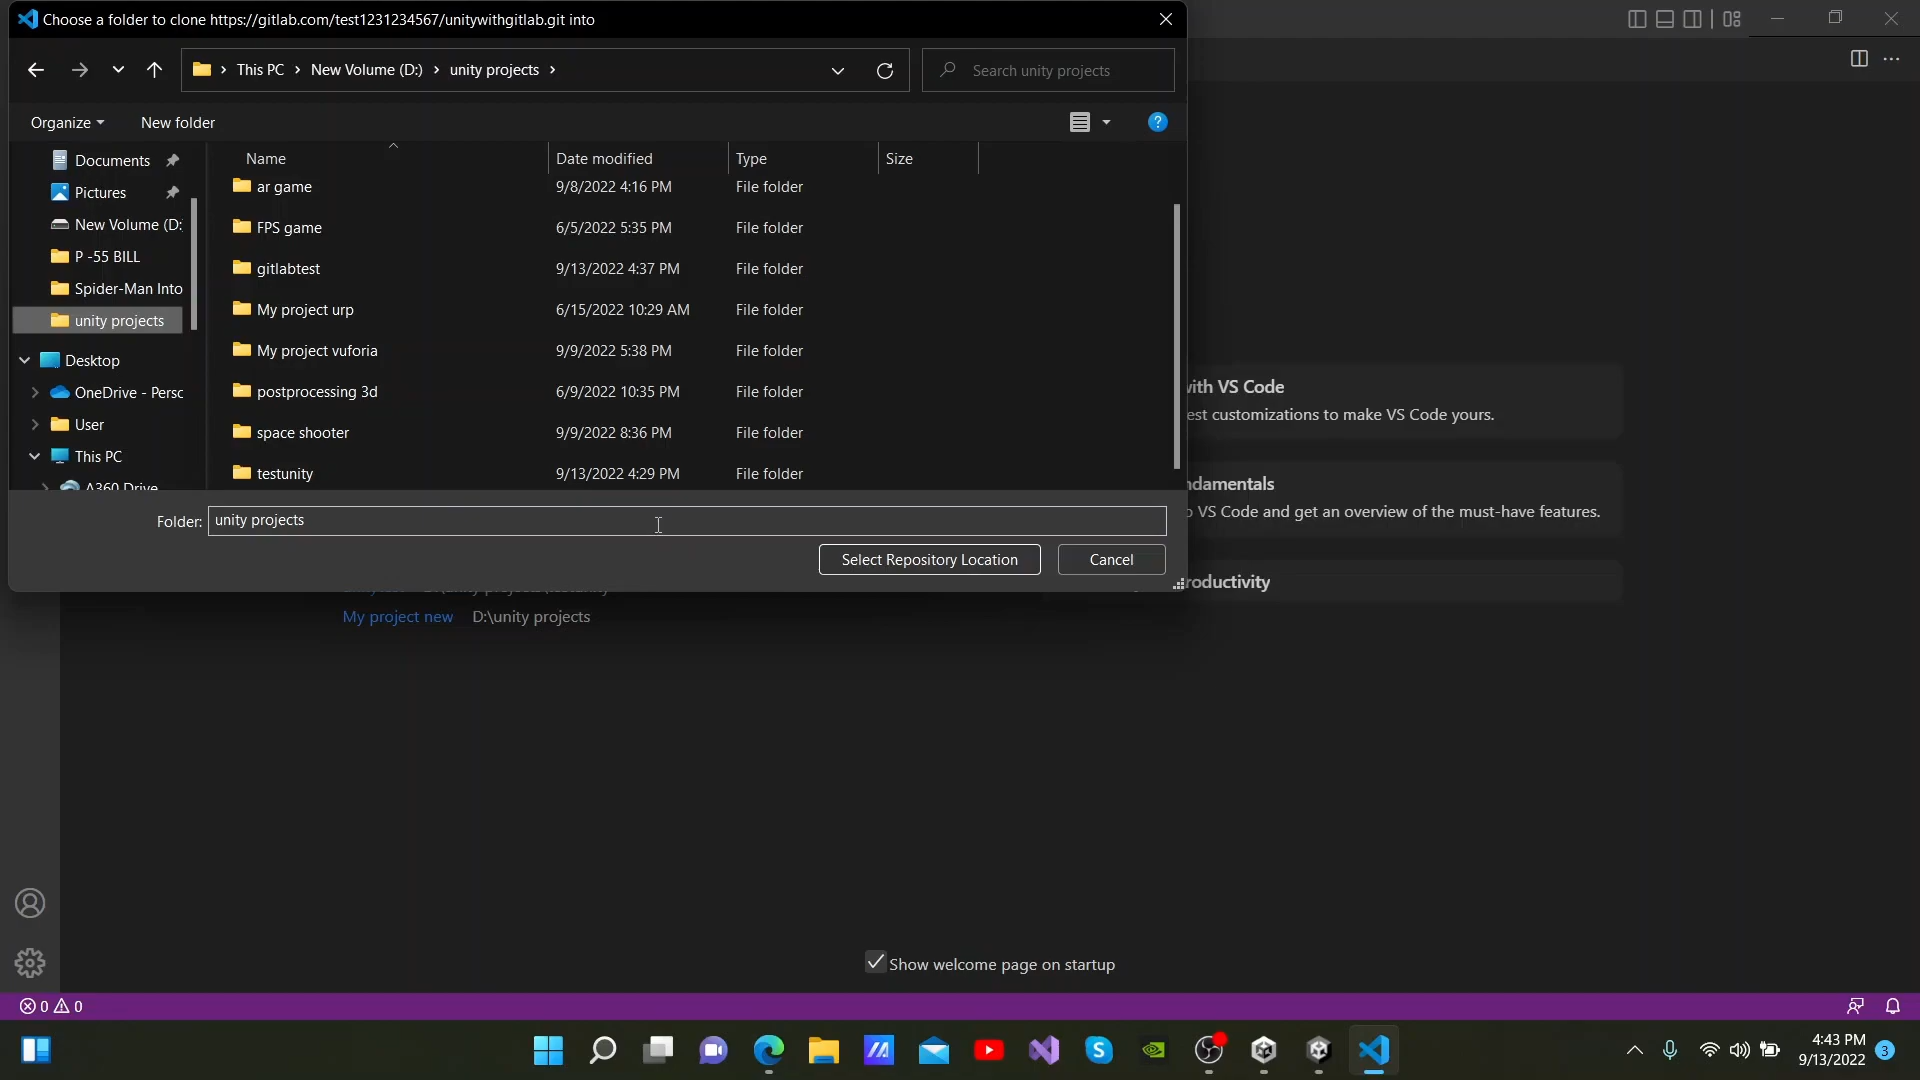 Choose a folder to clone https://gitlab.com/test1231234567/unitywithgitlab.git into
This PC > New Volume (D:) > unity projects >
Search unity projects
Organize
New folder
Documents
Pictures
New Volume (D:
P -55 BILL
Spider-Man Into
unity projects
Desktop
OneDrive - Persc
User
This PC
A360 Drive
Name Date modified Type Size
ar game 9/8/2022 4:16 PM File folder
FPS game 6/5/2022 5:35 PM File folder
gitlabtest 9/13/2022 4:37 PM File folder
My project urp 6/15/2022 10:29 AM File folder
My project vuforia 9/9/2022 5:38 PM File folder
postprocessing 3d 6/9/2022 10:35 PM File folder
space shooter 9/9/2022 8:36 PM File folder
testunity 9/13/2022 4:29 PM File folder
Folder: unity projects
Select Repository Location
Cancel
with VS Code
est customizations to make VS Code yours.
ndamentals
o VS Code and get an overview of the must-have features.
roductivity
My project new D:\unity projects
Show welcome page on startup
0 0
4:43 PM
9/13/2022
3